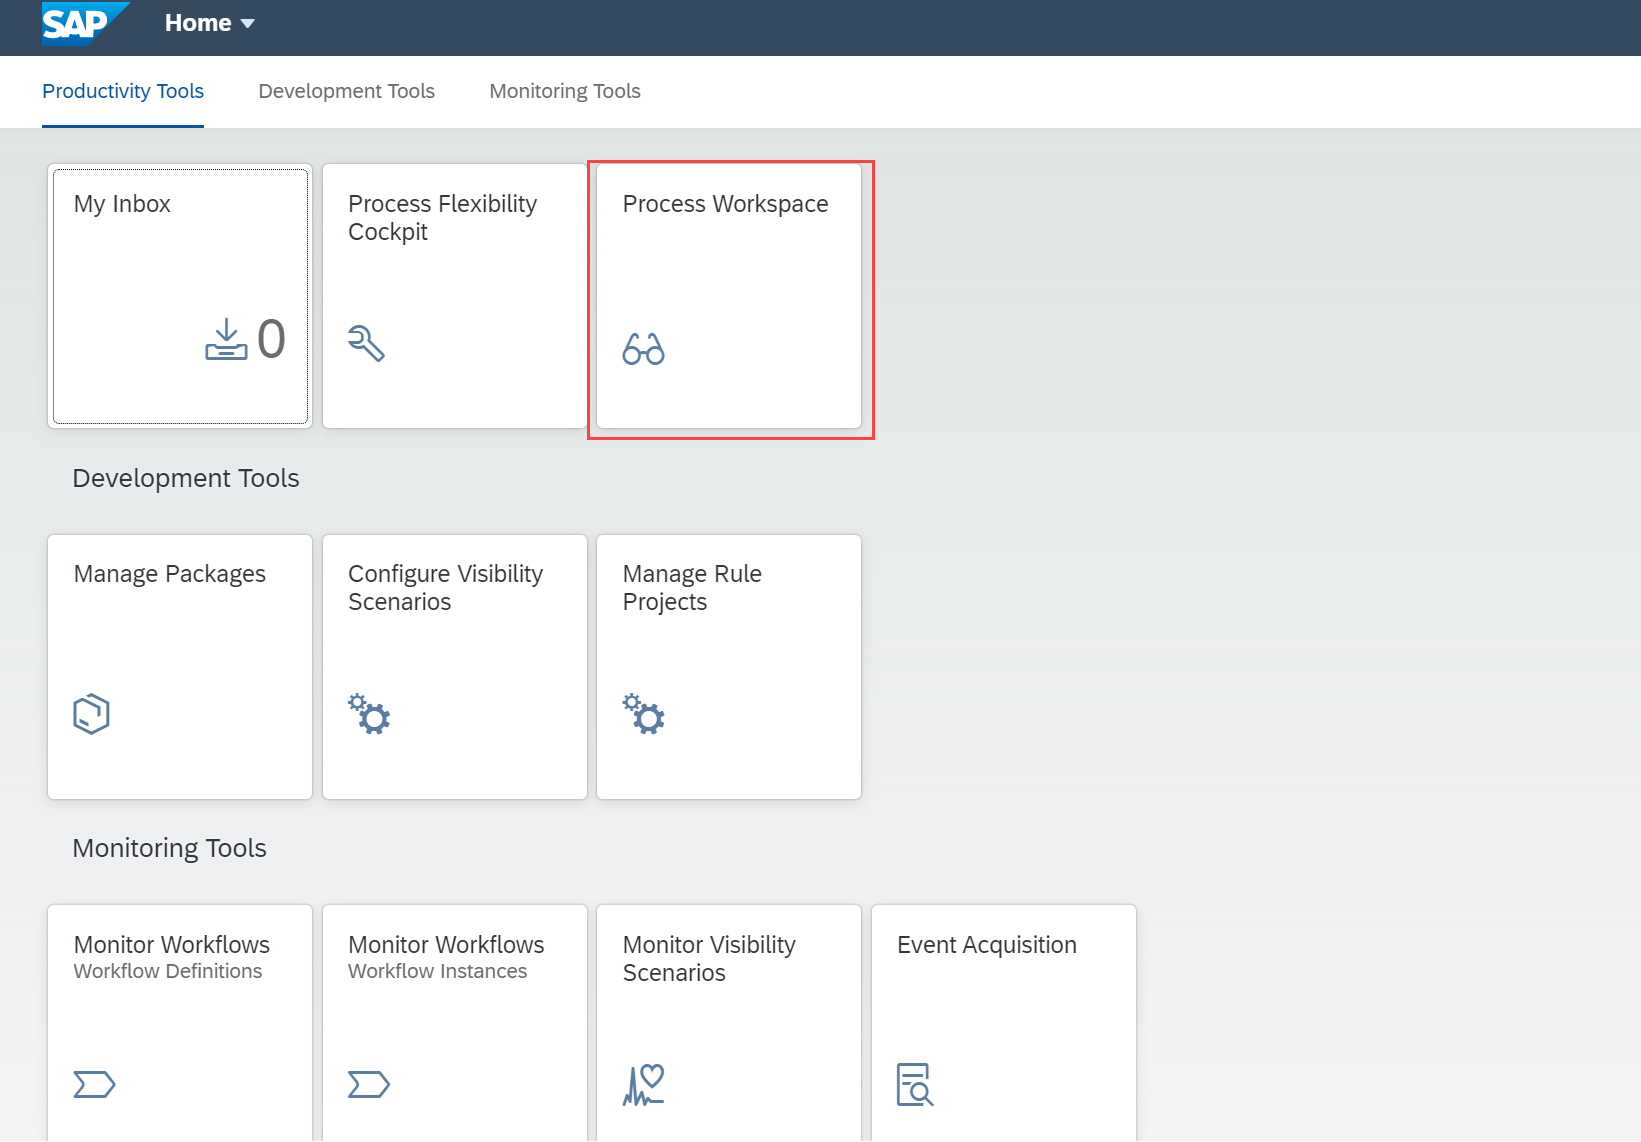 SAP Home
Productivity Tools Development Tools Monitoring Tools
My Inbox
0
Process Flexibility
Cockpit
Process Workspace
Development Tools
Manage Packages
Configure Visibility
Scenarios
Manage Rule
Projects
Monitoring Tools
Monitor Workflows
Workflow Definitions
Monitor Workflows
Workflow Instances
Monitor Visibility
Scenarios
Event Acquisition